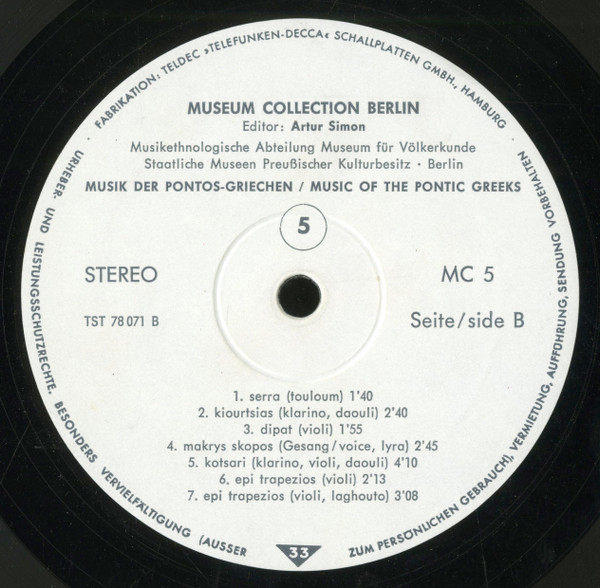 FABRIKATION: TELDEC »TELEFUNKEN-DECCA« SCHALLPLATTEN GMBH., HAMBURG
MUSEUM COLLECTION BERLIN
Editor: Artur Simon
Musikethnologische Abteilung Museum für Völkerkunde
Staatliche Museen Preußischer Kulturbesitz · Berlin
MUSIK DER PONTOS-GRIECHEN / MUSIC OF THE PONTIC GREEKS
5
STEREO
MC 5
TST 78 071 B
Seite/side B
1. serra (touloum) 1'40
2. kiourtsias (klarino, daouli) 2'40
3. dipat (violi) 1'55
4. makrys skopos (Gesang/voice, lyra) 2'45
5. kotsari (klarino, violi, daouli) 4'10
6. epi trapezios (violi) 2'13
7. epi trapezios (violi, laghouto) 3'08
33
· URHEBER- UND LEISTUNGSSCHUTZRECHTE. BESONDERS VERVIELFÄLTIGUNG (AUSSER ZUM PERSÖNLICHEN GEBRAUCH), VERMIETUNG, AUFFÜHRUNG, SENDUNG VORBEHALTEN ·